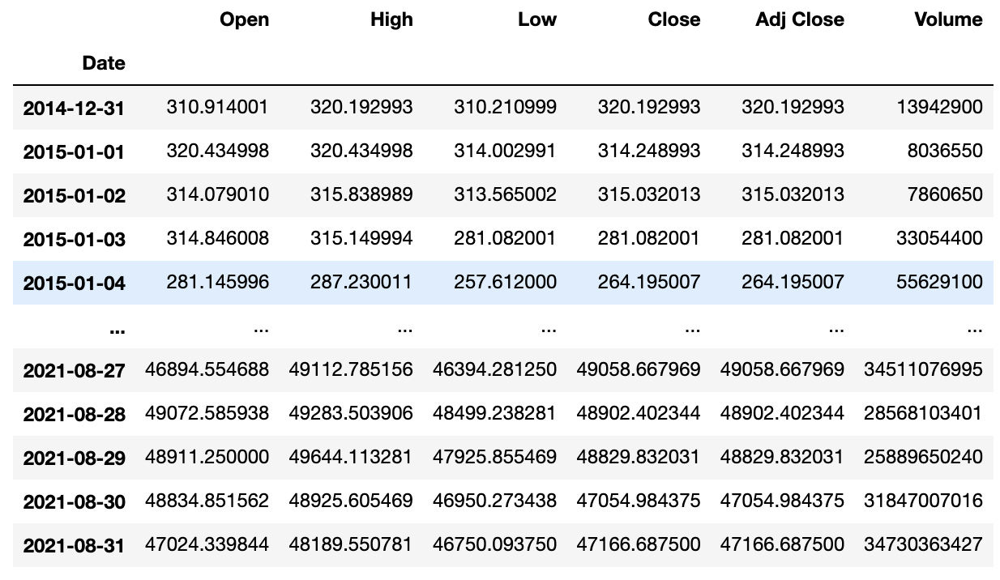 Open High Low Close Adj Close Volume
Date
2014-12-31 310.914001 320.192993 310.210999 320.192993 320.192993 13942900
2015-01-01 320.434998 320.434998 314.002991 314.248993 314.248993 8036550
2015-01-02 314.079010 315.838989 313.565002 315.032013 315.032013 7860650
2015-01-03 314.846008 315.149994 281.082001 281.082001 281.082001 33054400
2015-01-04 281.145996 287.230011 257.612000 264.195007 264.195007 55629100
... ... ... ... ... ... ...
2021-08-27 46894.554688 49112.785156 46394.281250 49058.667969 49058.667969 34511076995
2021-08-28 49072.585938 49283.503906 48499.238281 48902.402344 48902.402344 28568103401
2021-08-29 48911.250000 49644.113281 47925.855469 48829.832031 48829.832031 25889650240
2021-08-30 48834.851562 48925.605469 46950.273438 47054.984375 47054.984375 31847007016
2021-08-31 47024.339844 48189.550781 46750.093750 47166.687500 47166.687500 34730363427